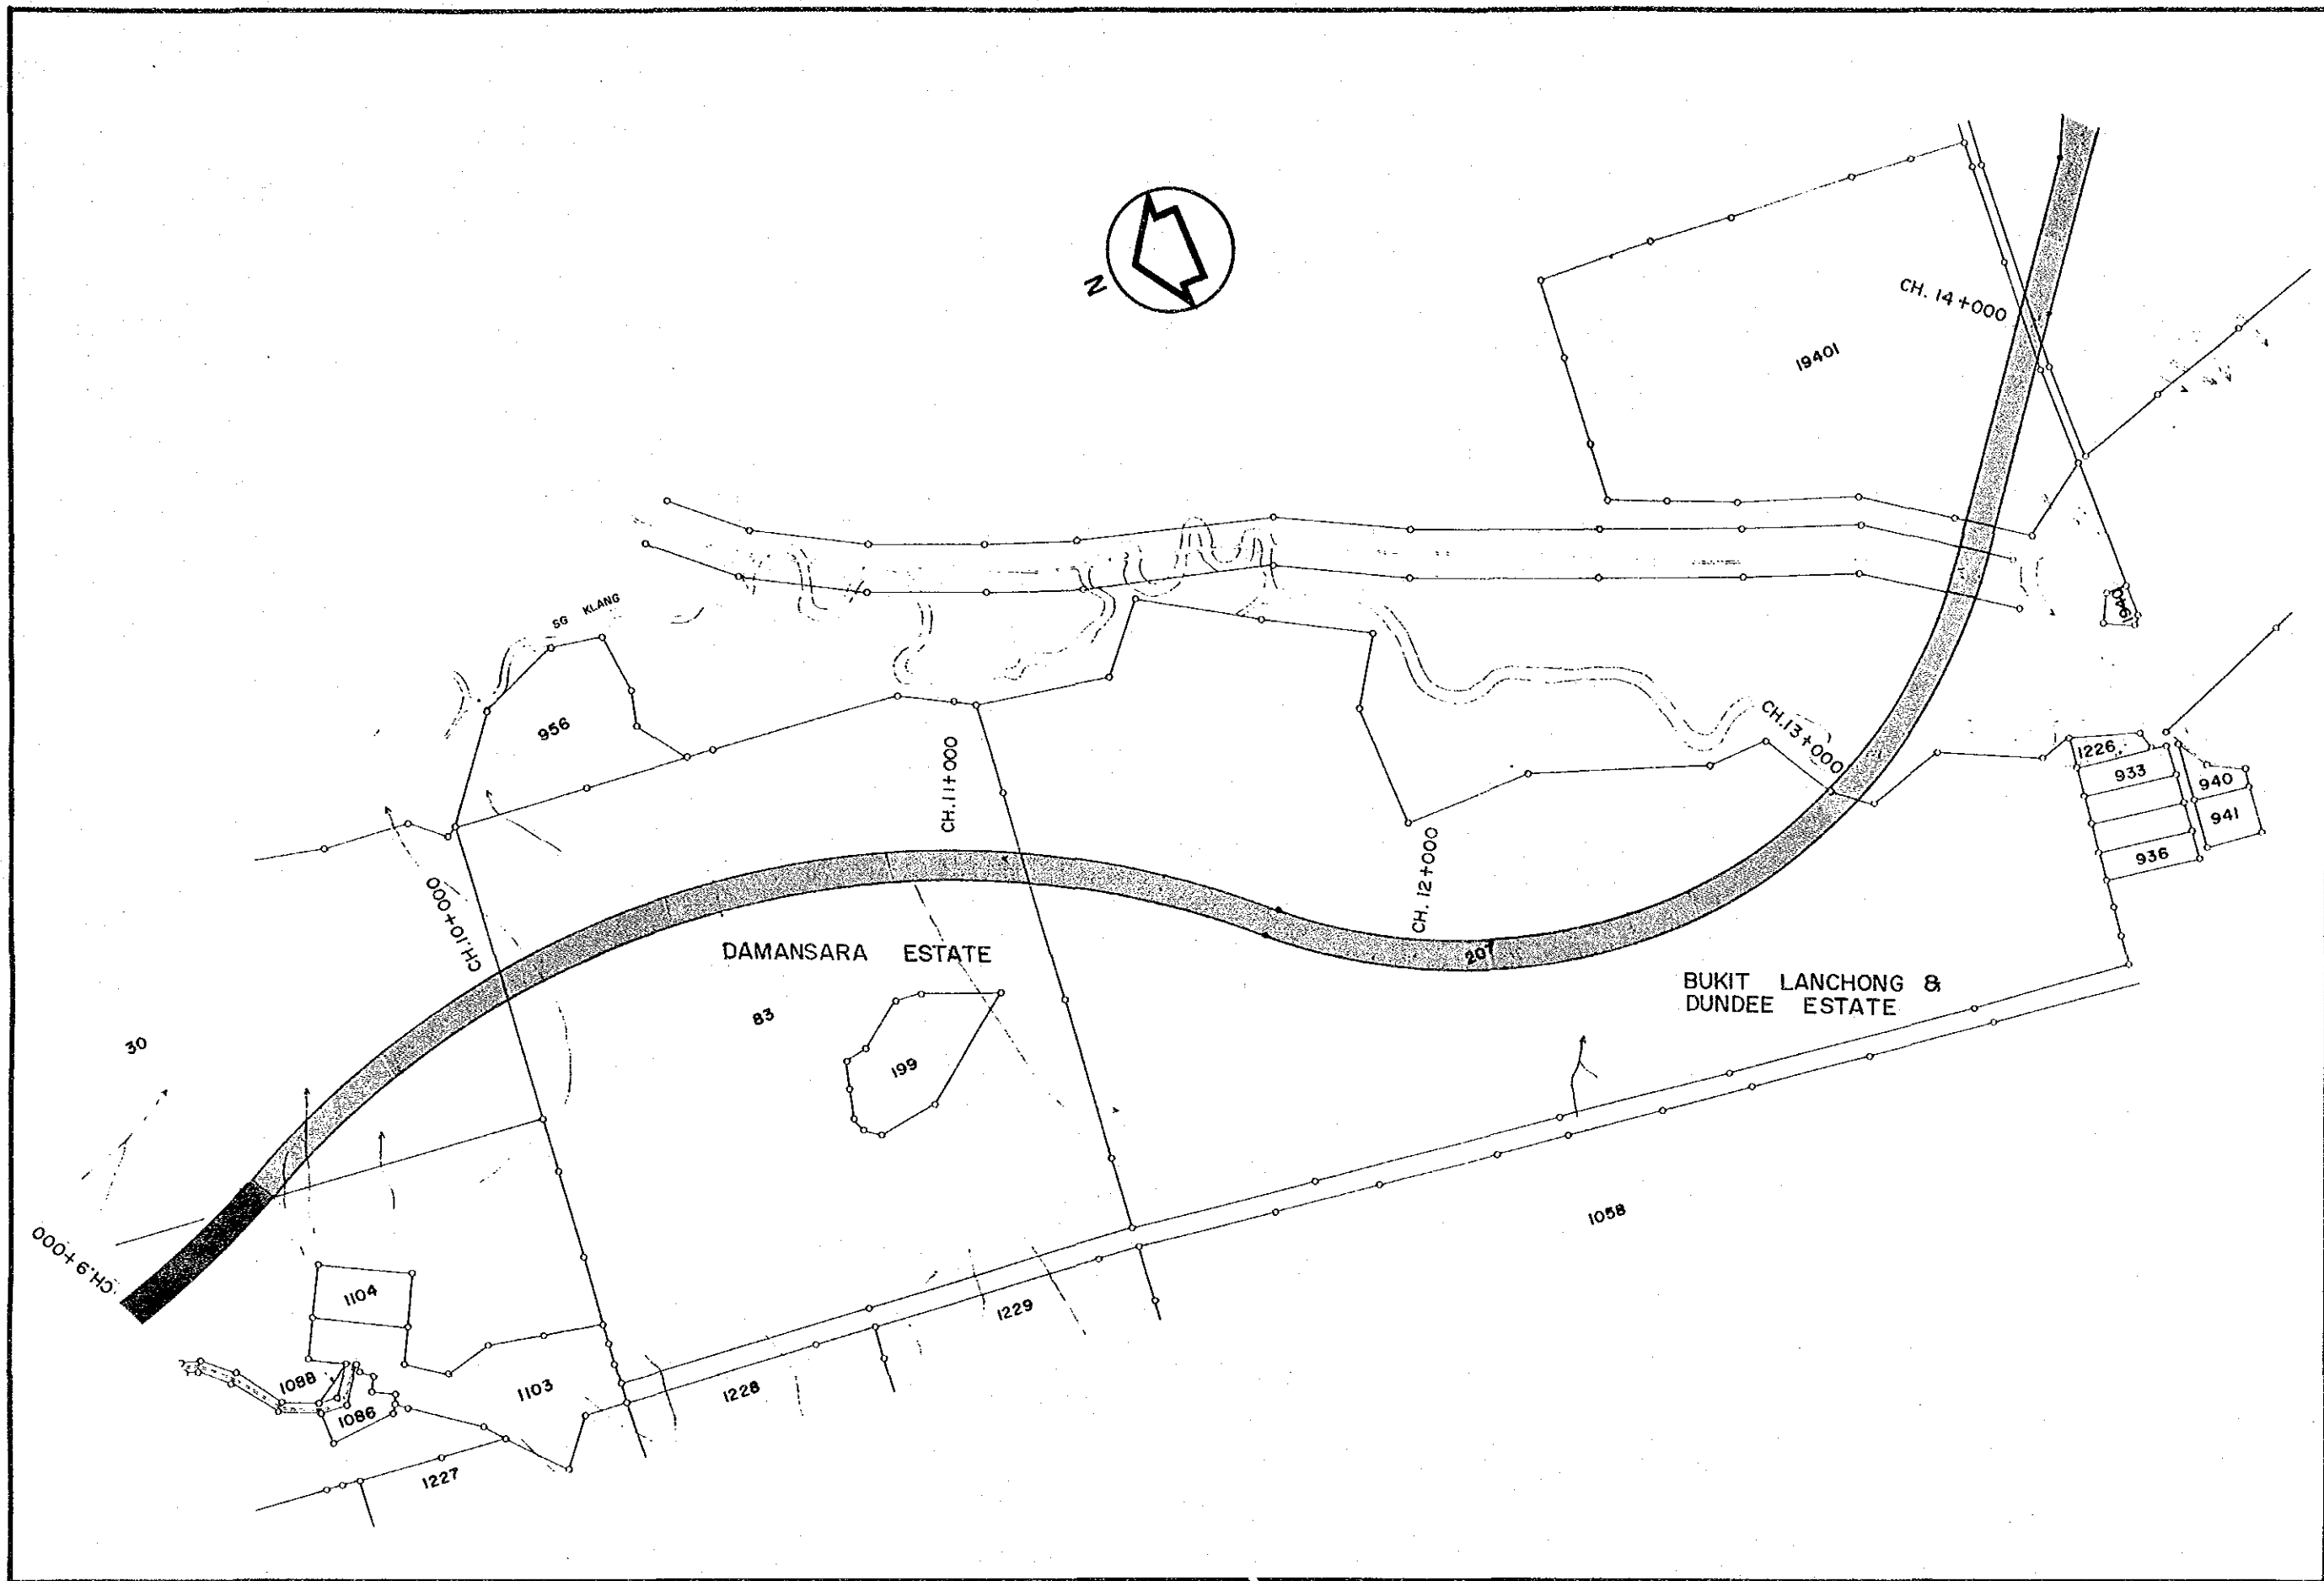 N
CH. 14+000
19401
SG KLANG
1940
956
CH.13+000
1226
933
940
941
936
CH.11+000
CH. 12+000
CH.10+000
DAMANSARA ESTATE
207
BUKIT LANCHONG &
DUNDEE ESTATE
83
30
199
1058
CH.9+000
1104
1229
1088
1103
1228
1086
1227